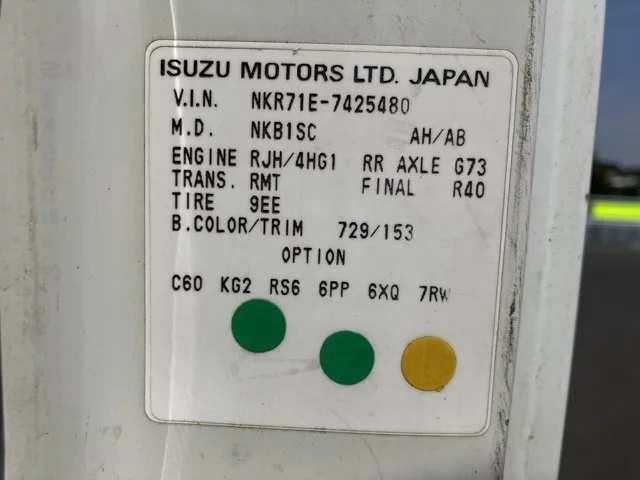 ISUZU MOTORS LTD. JAPAN
V.I.N. NKR71E-7425480
M.D. NKB1SC AH/AB
ENGINE RJH/4HG1 RR AXLE G73
TRANS. RMT FINAL R40
TIRE 9EE
B.COLOR/TRIM 729/153
OPTION
C60 KG2 RS6 6PP 6XQ 7RW